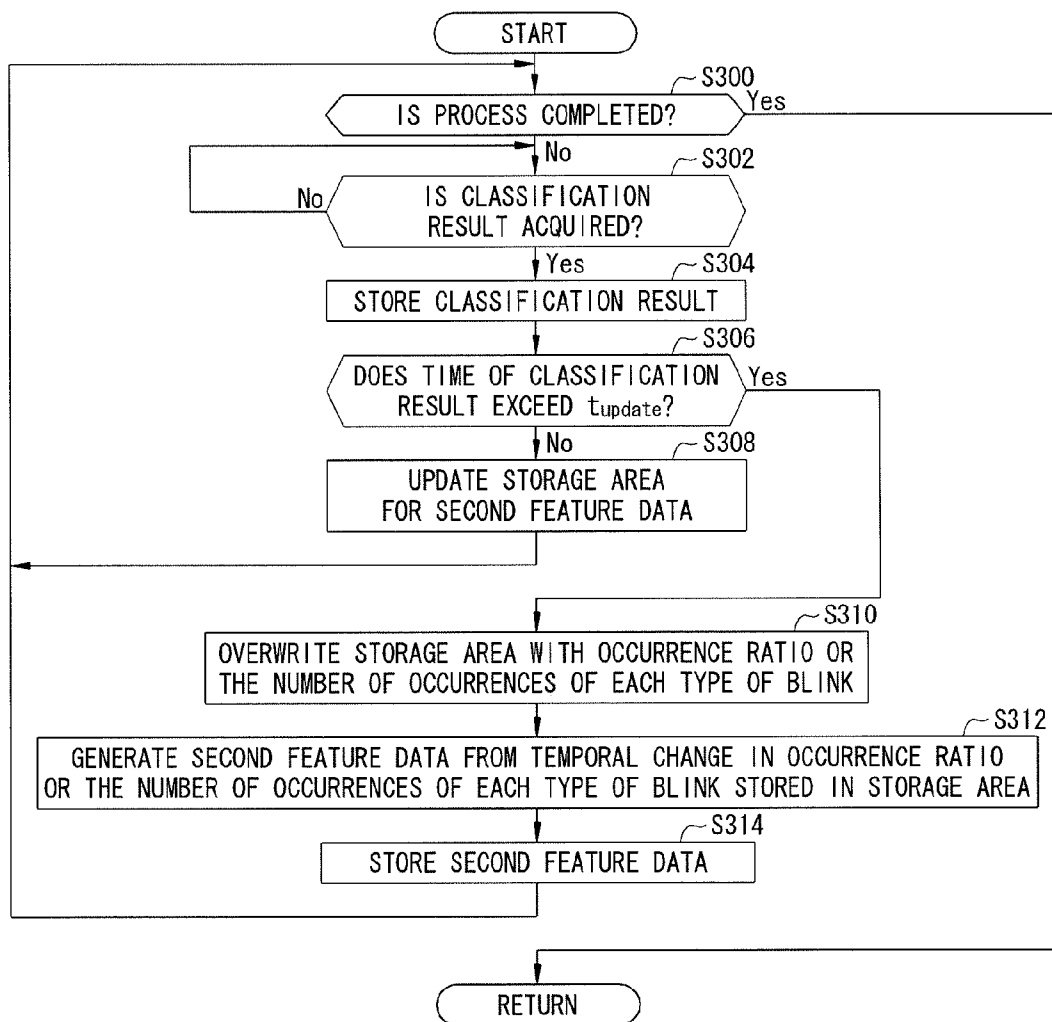 START
S300
IS PROCESS COMPLETED?
Yes
No
S302
No
IS CLASSIFICATION
RESULT ACQUIRED?
Yes
S304
STORE CLASSIFICATION RESULT
S306
DOES TIME OF CLASSIFICATION
RESULT EXCEED tupdate?
Yes
No
S308
UPDATE STORAGE AREA
FOR SECOND FEATURE DATA
S310
OVERWRITE STORAGE AREA WITH OCCURRENCE RATIO OR
THE NUMBER OF OCCURRENCES OF EACH TYPE OF BLINK
S312
GENERATE SECOND FEATURE DATA FROM TEMPORAL CHANGE IN OCCURRENCE RATIO
OR THE NUMBER OF OCCURRENCES OF EACH TYPE OF BLINK STORED IN STORAGE AREA
S314
STORE SECOND FEATURE DATA
RETURN